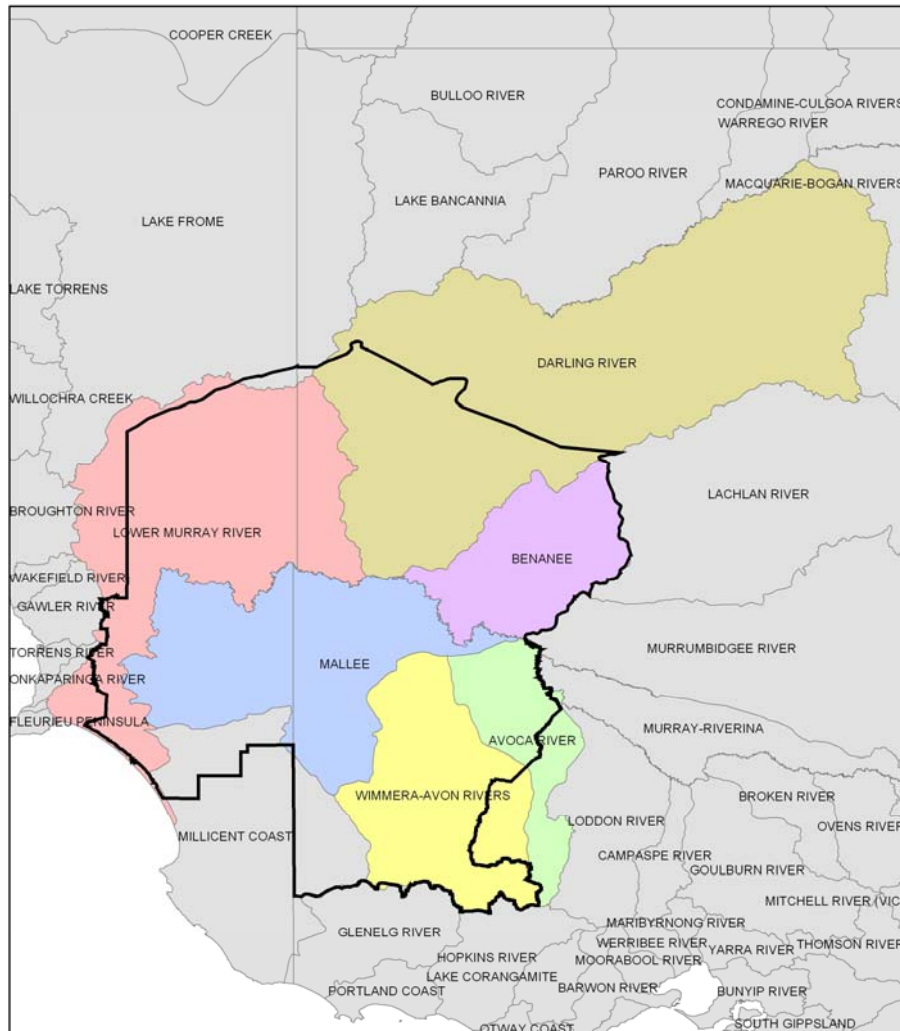 COOPER CREEK
BULLOO RIVER
CONDAMINE-CULGOA RIVERS
WARREGO RIVER
PAROO RIVER
MACQUARIE-BOGAN RIVERS
LAKE BANCANNIA
LAKE FROME
LAKE TORRENS
DARLING RIVER
WILLOCHRA CREEK
LACHLAN RIVER
BROUGHTON RIVER
LOWER MURRAY RIVER
BENANEE
WAKEFIELD RIVER
GAWLER RIVER
TORRENS RIVER
MURRUMBIDGEE RIVER
MALLEE
ONKAPARINGA RIVER
FLEURIEU PENINSULA
MURRAY-RIVERINA
AVOCA RIVER
WIMMERA-AVON RIVERS
BROKEN RIVER
LODDON RIVER
OVENS RIVER
MILLICENT COAST
CAMPASPE RIVER
GOULBURN RIVER
MITCHELL RIVER (VIC
MARIBYRNONG RIVER
GLENELG RIVER
WERRIBEE RIVER
THOMSON RIVER
YARRA RIVER
HOPKINS RIVER
MOORABOOL RIVER
LAKE CORANGAMITE
PORTLAND COAST
BARWON RIVER
BUNYIP RIVER
SOUTH GIPPSLAND
OTWAY COAST